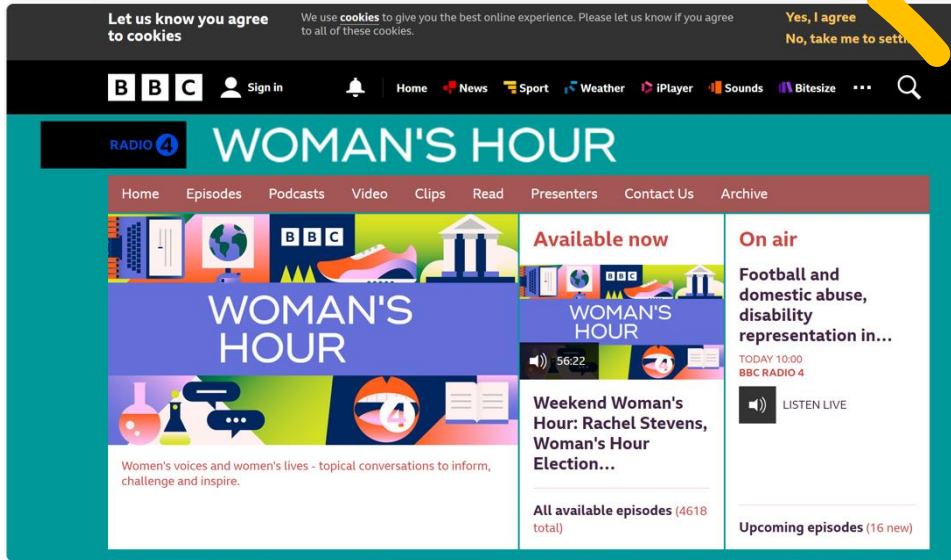 Let us know you agree
to cookies
We use cookies to give you the best online experience. Please let us know if you agree
to all of these cookies.
Yes, I agree
No, take me to
BBC
Sign in
Home
News
Sport
Weather
iPlayer
Sounds
Bitesize
RADIO 4
WOMAN'S HOUR
Home
Episodes
Podcasts
Video
Clips
Read
Presenters
Contact Us
Archive
BBC
WOMAN'S
HOUR
4
Women's voices and women's lives - topical conversations to inform,
challenge and inspire.
Available now
BBC
WOMAN'S
HOUR
56:22
4
Weekend Woman's
Hour: Rachel Stevens,
Woman's Hour
Election...
All available episodes (4618
total)
On air
Football and
domestic abuse,
disability
representation in...
TODAY 10:00
BBC RADIO 4
LISTEN LIVE
Upcoming episodes (16 new)